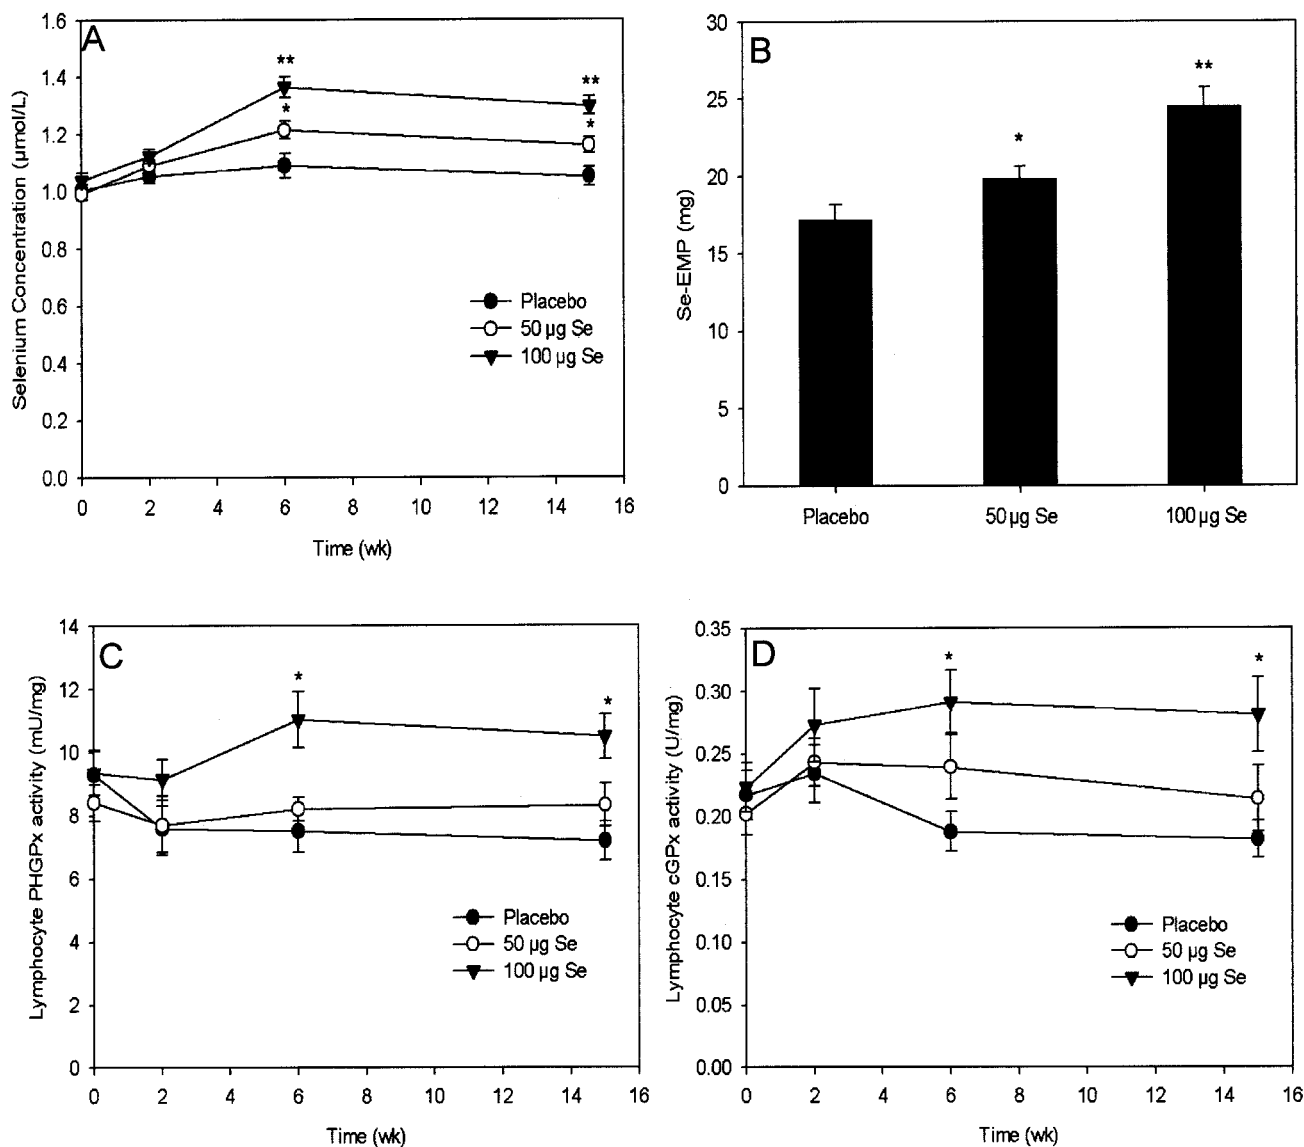 A
Selenium Concentration (µmol/L)
1.6
1.4
1.2
1.0
0.8
0.6
0.4
0.2
0.0
**
**
*
*
Placebo
50 µg Se
100 µg Se
0 2 4 6 8 10 12 14 16
Time (wk)
B
Se-EMP (mg)
30
25
20
15
10
5
0
*
**
Placebo 50 µg Se 100 µg Se
C
Lymphocyte PHGPx activity (mU/mg)
14
12
10
8
6
4
2
0
*
*
Placebo
50 µg Se
100 µg Se
0 2 4 6 8 10 12 14 16
Time (wk)
D
Lymphocyte cGPx activity (U/mg)
0.35
0.30
0.25
0.20
0.15
0.10
0.05
0.00
*
*
Placebo
50 µg Se
100 µg Se
0 2 4 6 8 10 12 14 16
Time (wk)